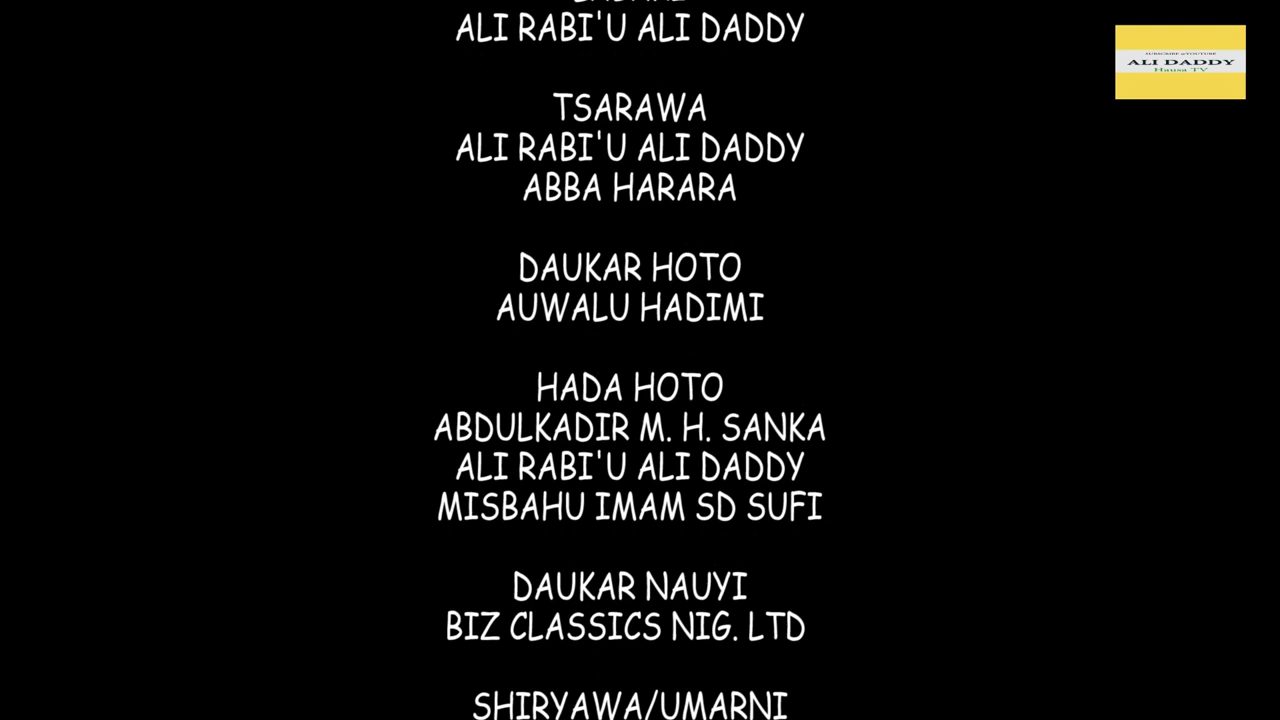 ALI RABI'U ALI DADDY
TSARAWA
ALI RABI'U ALI DADDY
ABBA HARARA
DAUKAR HOTO
AUWALU HADIMI
HADA HOTO
ABDULKADIR M. H. SANKA
ALI RABI'U ALI DADDY
MISBAHU IMAM SD SUFI
DAUKAR NAUYI
BIZ CLASSICS NIG. LTD
SHIRYAWA/UMARNI
SUBSCRIBE @YOUTUBE
ALI DADDY
Hausa TV